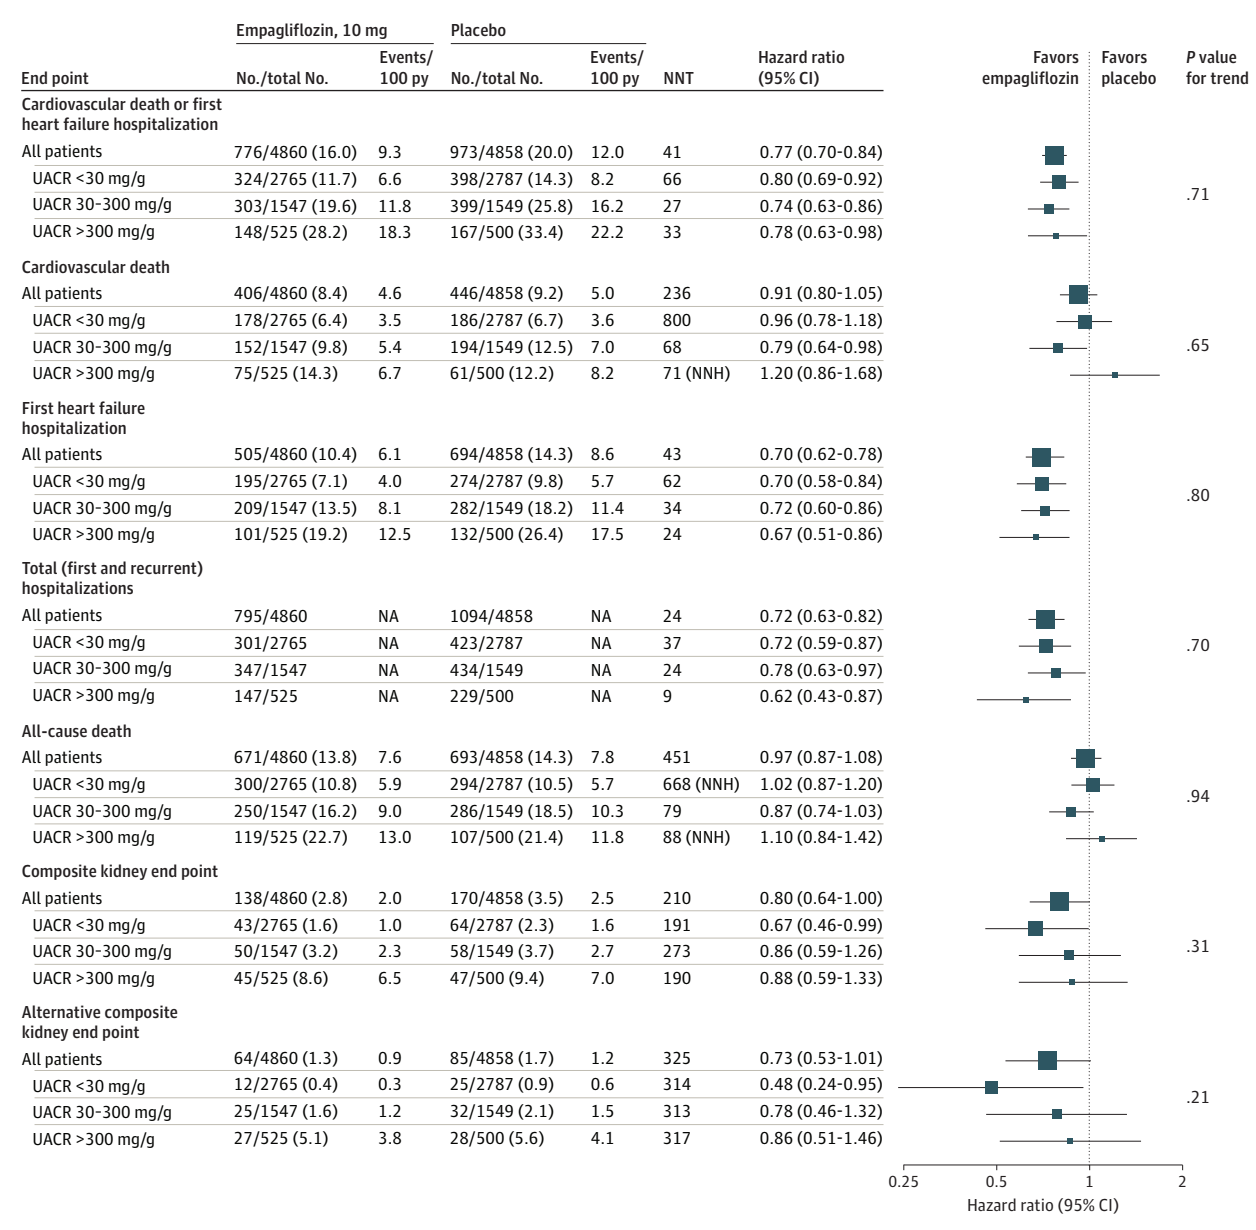 Empagliflozin, 10 mg Placebo
End point No./total No. Events/100 py No./total No. Events/100 py NNT Hazard ratio (95% CI) Favors empagliflozin Favors placebo P value for trend
Cardiovascular death or first
heart failure hospitalization
All patients 776/4860 (16.0) 9.3 973/4858 (20.0) 12.0 41 0.77 (0.70-0.84)
UACR <30 mg/g 324/2765 (11.7) 6.6 398/2787 (14.3) 8.2 66 0.80 (0.69-0.92)
.71
UACR 30-300 mg/g 303/1547 (19.6) 11.8 399/1549 (25.8) 16.2 27 0.74 (0.63-0.86)
UACR >300 mg/g 148/525 (28.2) 18.3 167/500 (33.4) 22.2 33 0.78 (0.63-0.98)
Cardiovascular death
All patients 406/4860 (8.4) 4.6 446/4858 (9.2) 5.0 236 0.91 (0.80-1.05)
UACR <30 mg/g 178/2765 (6.4) 3.5 186/2787 (6.7) 3.6 800 0.96 (0.78-1.18)
UACR 30-300 mg/g 152/1547 (9.8) 5.4 194/1549 (12.5) 7.0 68 0.79 (0.64-0.98) .65
UACR >300 mg/g 75/525 (14.3) 6.7 61/500 (12.2) 8.2 71 (NNH) 1.20 (0.86-1.68)
First heart failure
hospitalization
All patients 505/4860 (10.4) 6.1 694/4858 (14.3) 8.6 43 0.70 (0.62-0.78)
UACR <30 mg/g 195/2765 (7.1) 4.0 274/2787 (9.8) 5.7 62 0.70 (0.58-0.84)
.80
UACR 30-300 mg/g 209/1547 (13.5) 8.1 282/1549 (18.2) 11.4 34 0.72 (0.60-0.86)
UACR >300 mg/g 101/525 (19.2) 12.5 132/500 (26.4) 17.5 24 0.67 (0.51-0.86)
Total (first and recurrent)
hospitalizations
All patients 795/4860 NA 1094/4858 NA 24 0.72 (0.63-0.82)
UACR <30 mg/g 301/2765 NA 423/2787 NA 37 0.72 (0.59-0.87) .70
UACR 30-300 mg/g 347/1547 NA 434/1549 NA 24 0.78 (0.63-0.97)
UACR >300 mg/g 147/525 NA 229/500 NA 9 0.62 (0.43-0.87)
All-cause death
All patients 671/4860 (13.8) 7.6 693/4858 (14.3) 7.8 451 0.97 (0.87-1.08)
UACR <30 mg/g 300/2765 (10.8) 5.9 294/2787 (10.5) 5.7 668 (NNH) 1.02 (0.87-1.20)
.94
UACR 30-300 mg/g 250/1547 (16.2) 9.0 286/1549 (18.5) 10.3 79 0.87 (0.74-1.03)
UACR >300 mg/g 119/525 (22.7) 13.0 107/500 (21.4) 11.8 88 (NNH) 1.10 (0.84-1.42)
Composite kidney end point
All patients 138/4860 (2.8) 2.0 170/4858 (3.5) 2.5 210 0.80 (0.64-1.00)
UACR <30 mg/g 43/2765 (1.6) 1.0 64/2787 (2.3) 1.6 191 0.67 (0.46-0.99)
UACR 30-300 mg/g 50/1547 (3.2) 2.3 58/1549 (3.7) 2.7 273 0.86 (0.59-1.26) .31
UACR >300 mg/g 45/525 (8.6) 6.5 47/500 (9.4) 7.0 190 0.88 (0.59-1.33)
Alternative composite
kidney end point
All patients 64/4860 (1.3) 0.9 85/4858 (1.7) 1.2 325 0.73 (0.53-1.01)
UACR <30 mg/g 12/2765 (0.4) 0.3 25/2787 (0.9) 0.6 314 0.48 (0.24-0.95)
.21
UACR 30-300 mg/g 25/1547 (1.6) 1.2 32/1549 (2.1) 1.5 313 0.78 (0.46-1.32)
UACR >300 mg/g 27/525 (5.1) 3.8 28/500 (5.6) 4.1 317 0.86 (0.51-1.46)
0.25 0.5 1 2
Hazard ratio (95% CI)